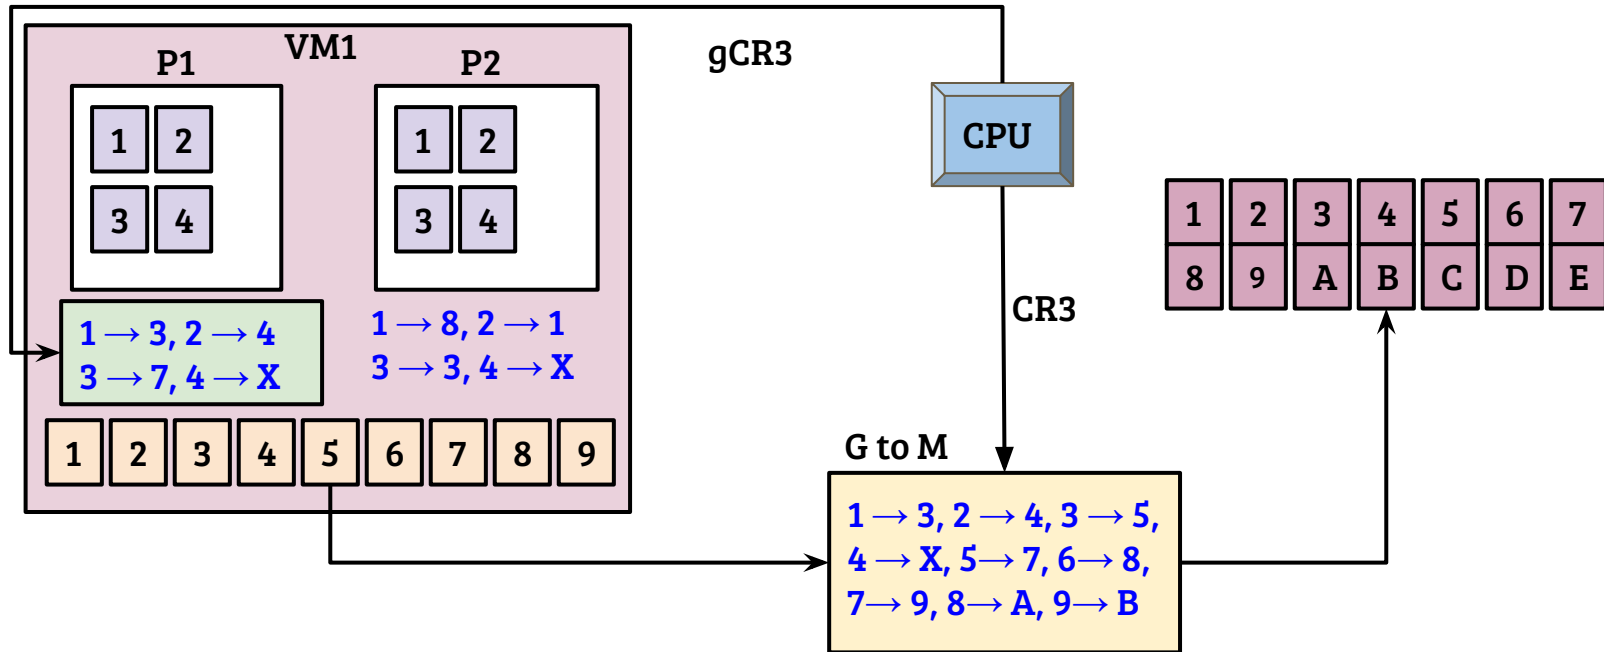 VM1
gCR3
P1
P2
1 2
3 4
1 2
3 4
CPU
1 2 3 4 5 6 7
8 9 A B C D E
1 → 3, 2 → 4
3 → 7, 4 → X
1 → 8, 2 → 1
3 → 3, 4 → X
CR3
1 2 3 4 5 6 7 8 9
G to M
1 → 3, 2 → 4, 3 → 5,
4 → X, 5→ 7, 6→ 8,
7→ 9, 8→ A, 9→ B